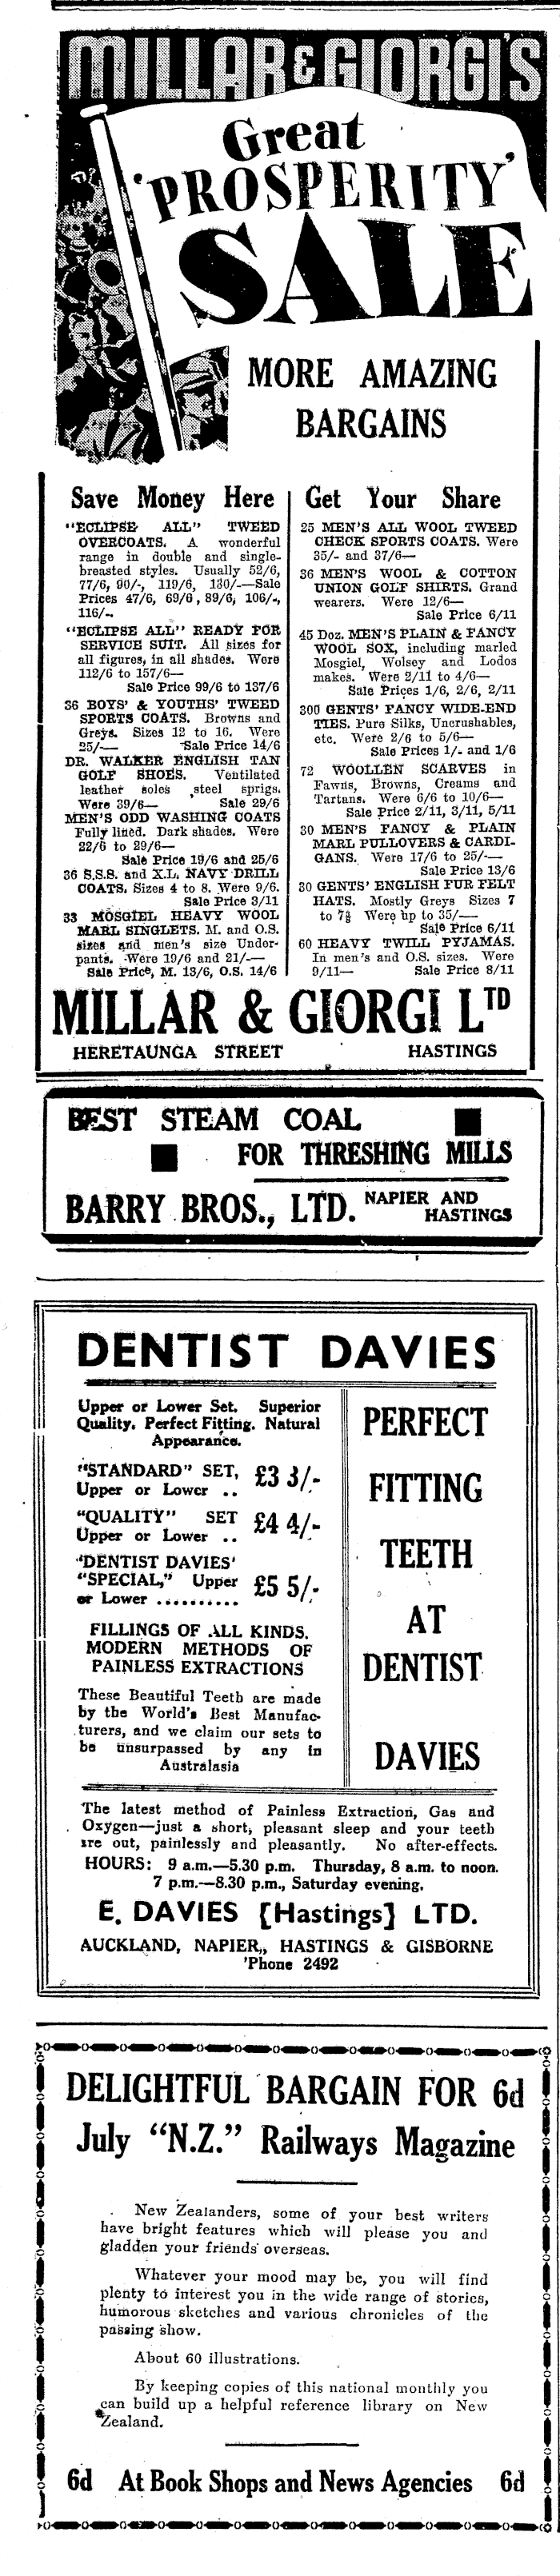 MILLAR & GIORGI'S
Great
'PROSPERITY'
SALE
MORE AMAZING
BARGAINS
Save Money Here
"ECLIPSE ALL" TWEED
OVERCOATS. A wonderful
range in double and single-
breasted styles. Usually 52/6,
77/6, 90/-, 119/6, 130/-—Sale
Prices 47/6, 69/6, 89/6, 106/-,
116/-.
"ECLIPSE ALL" READY FOR
SERVICE SUIT. All sizes for
all figures, in all shades. Were
112/6 to 157/6—
Sale Price 99/6 to 137/6
36 BOYS' & YOUTHS' TWEED
SPORTS COATS. Browns and
Greys. Sizes 12 to 16. Were
25/-— Sale Price 14/6
DR. WALKER ENGLISH TAN
GOLF SHOES. Ventilated
leather soles steel sprigs.
Were 39/6— Sale 29/6
MEN'S ODD WASHING COATS
Fully lined. Dark shades. Were
22/6 to 29/6—
Sale Price 19/6 and 25/6
36 S.S.S. and X.L. NAVY DRILL
COATS. Sizes 4 to 8. Were 9/6.
Sale Price 3/11
33 MOSGIEL HEAVY WOOL
MARL SINGLETS. M. and O.S.
sizes and men's size Under-
pants. Were 19/6 and 21/-—
Sale Price, M. 13/6, O.S. 14/6
Get Your Share
25 MEN'S ALL WOOL TWEED
CHECK SPORTS COATS. Were
35/- and 37/6—
36 MEN'S WOOL & COTTON
UNION GOLF SHIRTS. Grand
wearers. Were 12/6—
Sale Price 6/11
45 Doz. MEN'S PLAIN & FANCY
WOOL SOX, including marled
Mosgiel, Wolsey and Lodos
makes. Were 2/11 to 4/6—
Sale Prices 1/6, 2/6, 2/11
300 GENTS' FANCY WIDE-END
TIES. Pure Silks, Uncrushables,
etc. Were 2/6 to 5/6—
Sale Prices 1/- and 1/6
72 WOOLLEN SCARVES in
Fawns, Browns, Creams and
Tartans. Were 6/6 to 10/6—
Sale Price 2/11, 3/11, 5/11
30 MEN'S FANCY & PLAIN
MARL PULLOVERS & CARDI-
GANS. Were 17/6 to 25/-—
Sale Price 13/6
30 GENTS' ENGLISH FUR FELT
HATS. Mostly Greys Sizes 7
to 7⅜ Were up to 35/—
Sale Price 6/11
60 HEAVY TWILL PYJAMAS.
In men's and O.S. sizes. Were
9/11— Sale Price 8/11
MILLAR & GIORGI LTD
HERETAUNGA STREET HASTINGS
BEST STEAM COAL
FOR THRESHING MILLS
BARRY BROS., LTD. NAPIER AND
HASTINGS
DENTIST DAVIES
Upper or Lower Set. Superior
Quality. Perfect Fitting. Natural
Appearance.
"STANDARD" SET,
Upper or Lower .. £3 3/-
"QUALITY" SET
Upper or Lower .. £4 4/-
'DENTIST DAVIES'
"SPECIAL," Upper
or Lower .......... £5 5/-
FILLINGS OF ALL KINDS.
MODERN METHODS OF
PAINLESS EXTRACTIONS
These Beautiful Teeth are made
by the World's Best Manufac-
turers, and we claim our sets to
be unsurpassed by any in
Australasia
PERFECT
FITTING
TEETH
AT
DENTIST
DAVIES
The latest method of Painless Extraction, Gas and
Oxygen—just a short, pleasant sleep and your teeth
are out, painlessly and pleasantly. No after-effects.
HOURS: 9 a.m.—5.30 p.m. Thursday, 8 a.m. to noon.
7 p.m.—8.30 p.m., Saturday evening.
E. DAVIES [Hastings] LTD.
AUCKLAND, NAPIER,, HASTINGS & GISBORNE
'Phone 2492
DELIGHTFUL BARGAIN FOR 6d
July "N.Z." Railways Magazine
New Zealanders, some of your best writers
have bright features which will please you and
gladden your friends overseas.
Whatever your mood may be, you will find
plenty to interest you in the wide range of stories,
humorous sketches and various chronicles of the
passing show.
About 60 illustrations.
By keeping copies of this national monthly you
can build up a helpful reference library on New
Zealand.
6d At Book Shops and News Agencies 6d